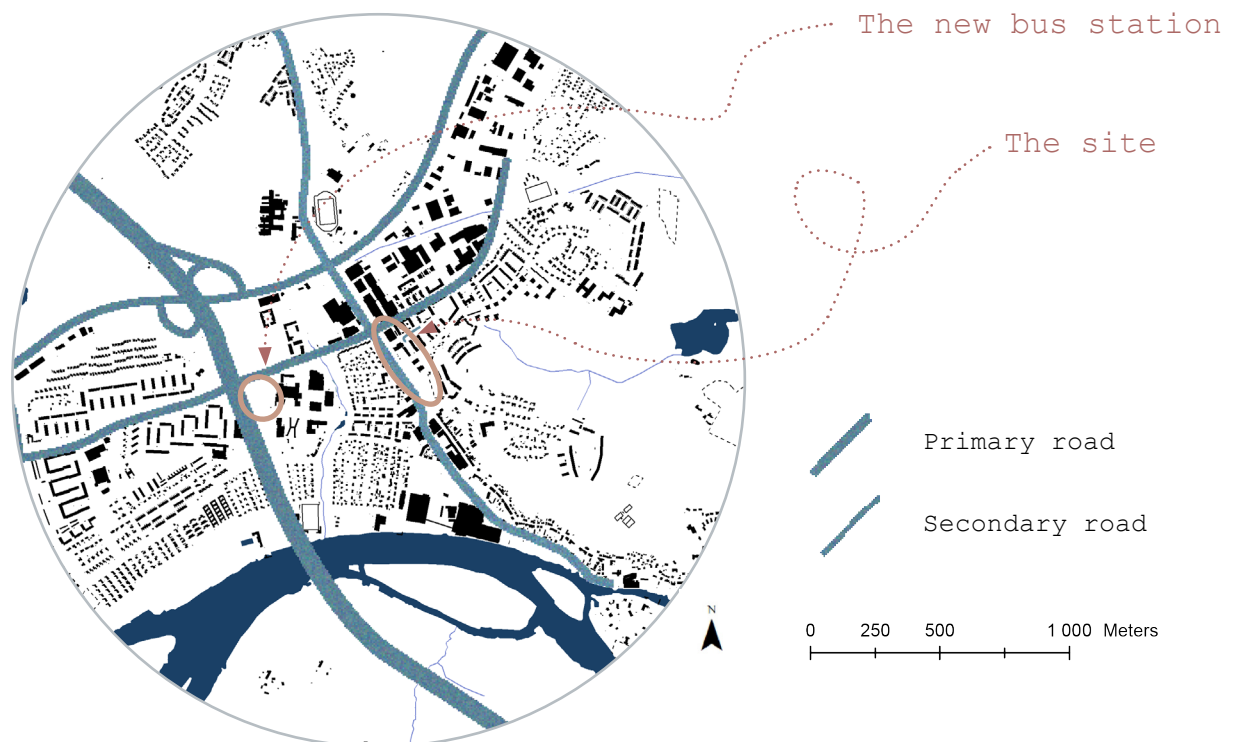 The new bus station
The site
Primary road
Secondary road
N
0 250 500 1 000 Meters